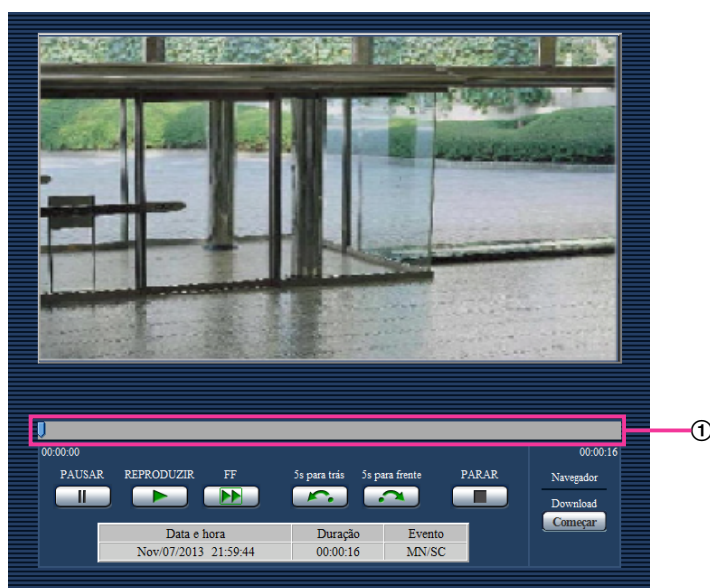 ①
00:00:00 00:00:16
PAUSAR REPRODUZIR FF 5s para trás 5s para frente PARAR
Navegador
Download
Começar
Data e hora Duração Evento
Nov/07/2013 21:59:44 00:00:16 MN/SC